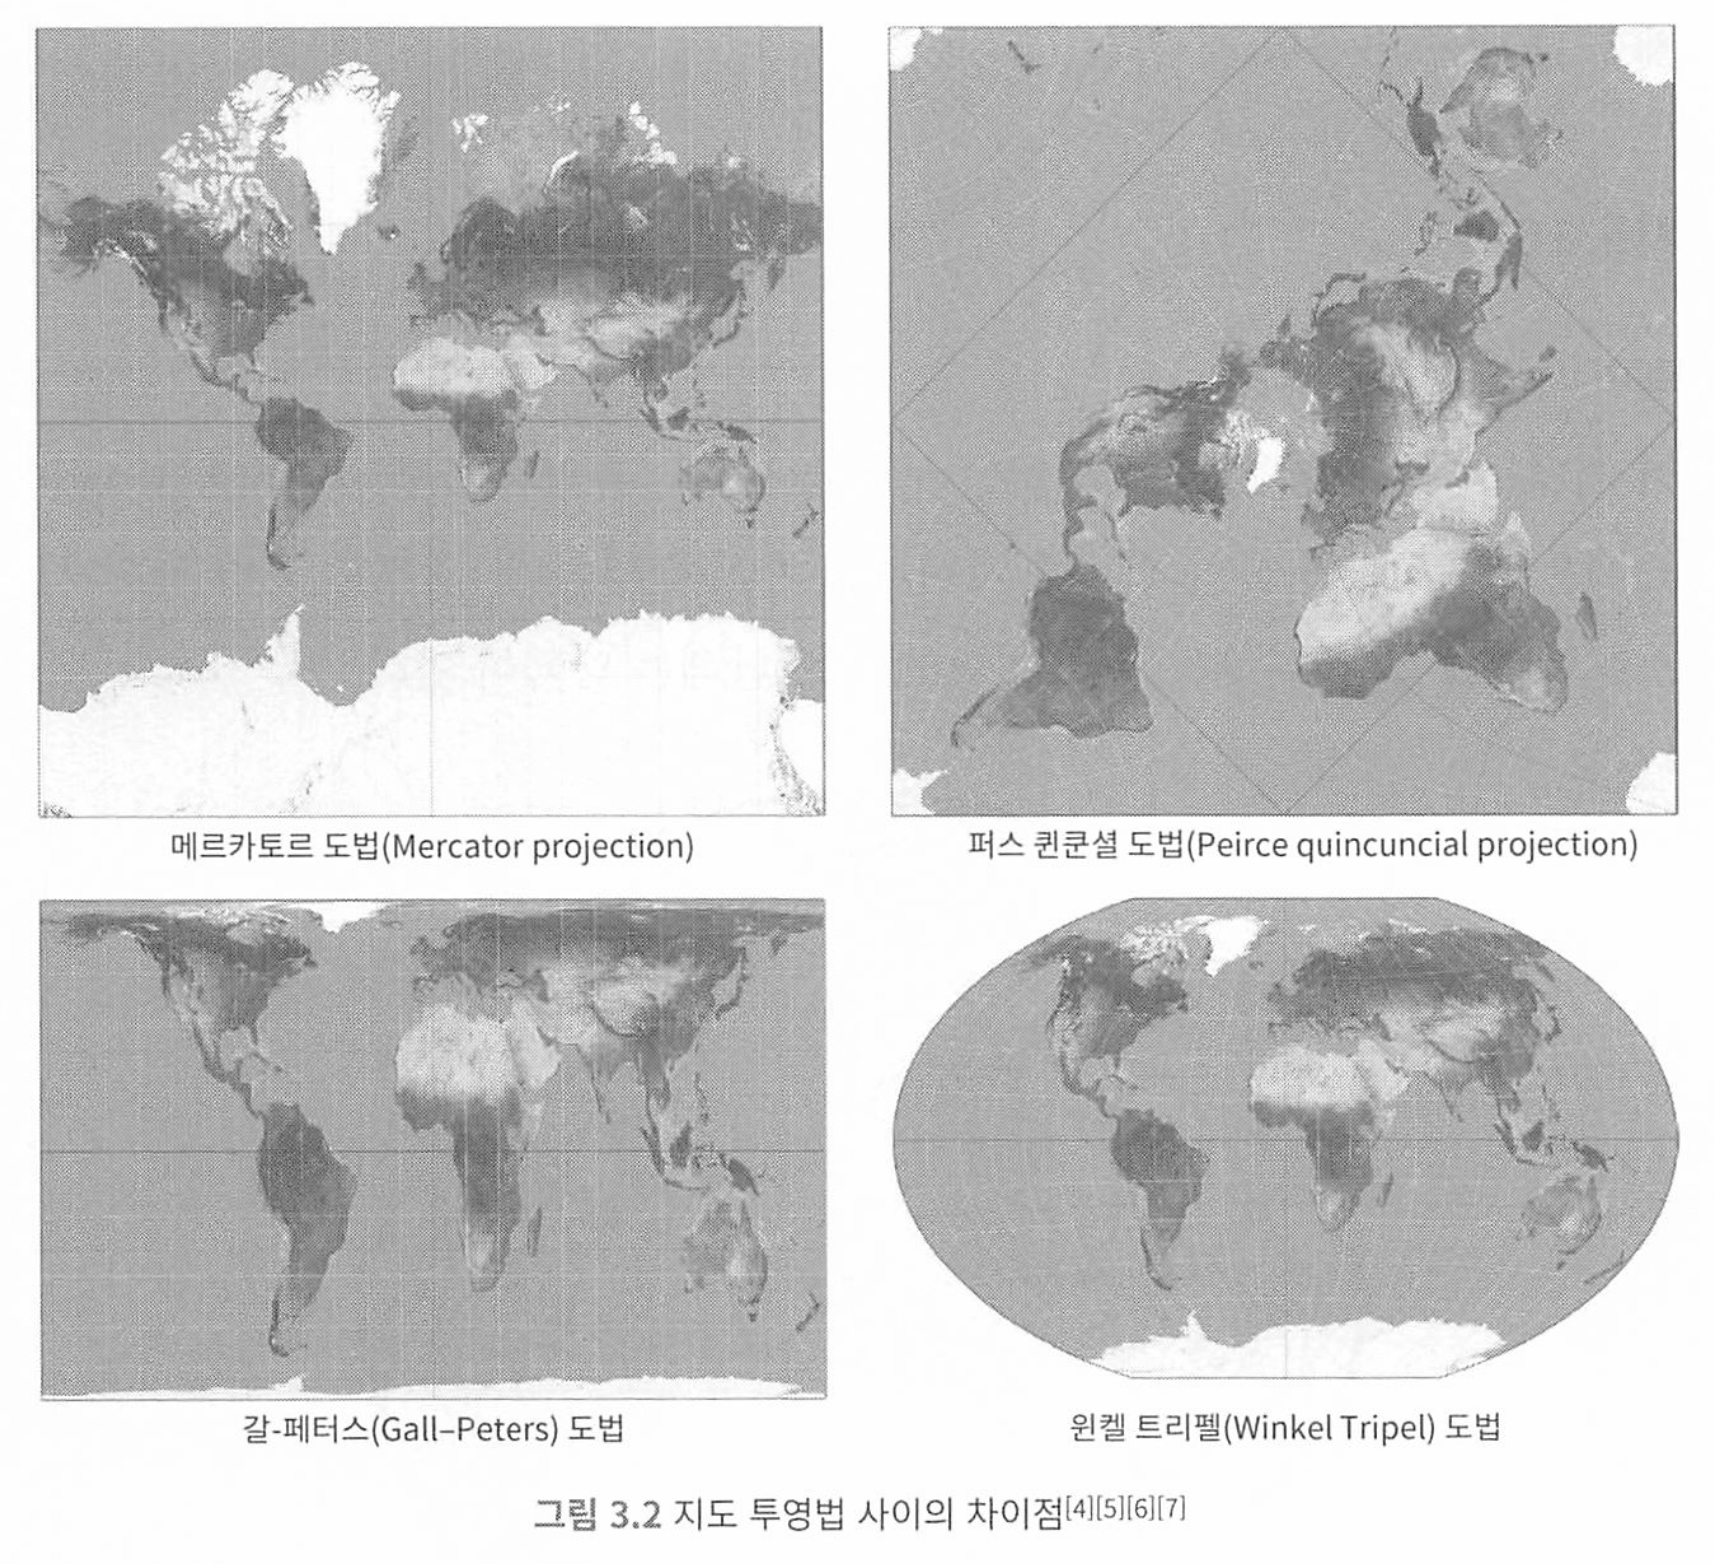 메르카토르 도법(Mercator projection)
퍼스 퀸쿤셜 도법(Peirce quincuncial projection)
갈-페터스(Gall–Peters) 도법
윈켈 트리펠(Winkel Tripel) 도법
그림 3.2 지도 투영법 사이의 차이점[4][5][6][7]